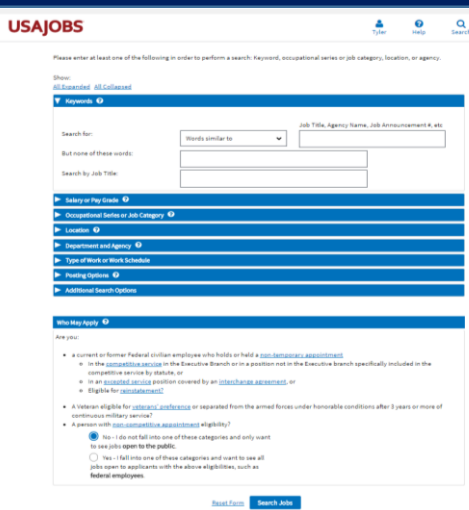 USAJOBS
Tyler
Help
Search
Please enter at least one of the following in order to perform a search: Keyword, occupational series or job category, location, or agency.
Show:
All Expanded All Collapsed
Keywords
Job Title, Agency Name, Job Announcement #, etc
Search for:
Words similar to
But none of these words:
Search by Job Title:
Salary or Pay Grade
Occupational Series or Job Category
Location
Department and Agency
Type of Work or Work Schedule
Posting Options
Additional Search Options
Who May Apply
Are you:
a current or former Federal civilian employee who holds or held a non-temporary appointment
In the competitive service in the Executive Branch or in a position not in the Executive branch specifically included in the
competitive service by statute, or
In an excepted service position covered by an interchange agreement, or
Eligible for reinstatement?
A Veteran eligible for veterans' preference or separated from the armed forces under honorable conditions after 3 years or more of
continuous military service?
A person with non-competitive appointment eligibility?
No - I do not fall into one of these categories and only want
to see jobs open to the public.
Yes - I fall into one of these categories and want to see all
jobs open to applicants with the above eligibilities, such as
federal employees.
Reset Form
Search Jobs